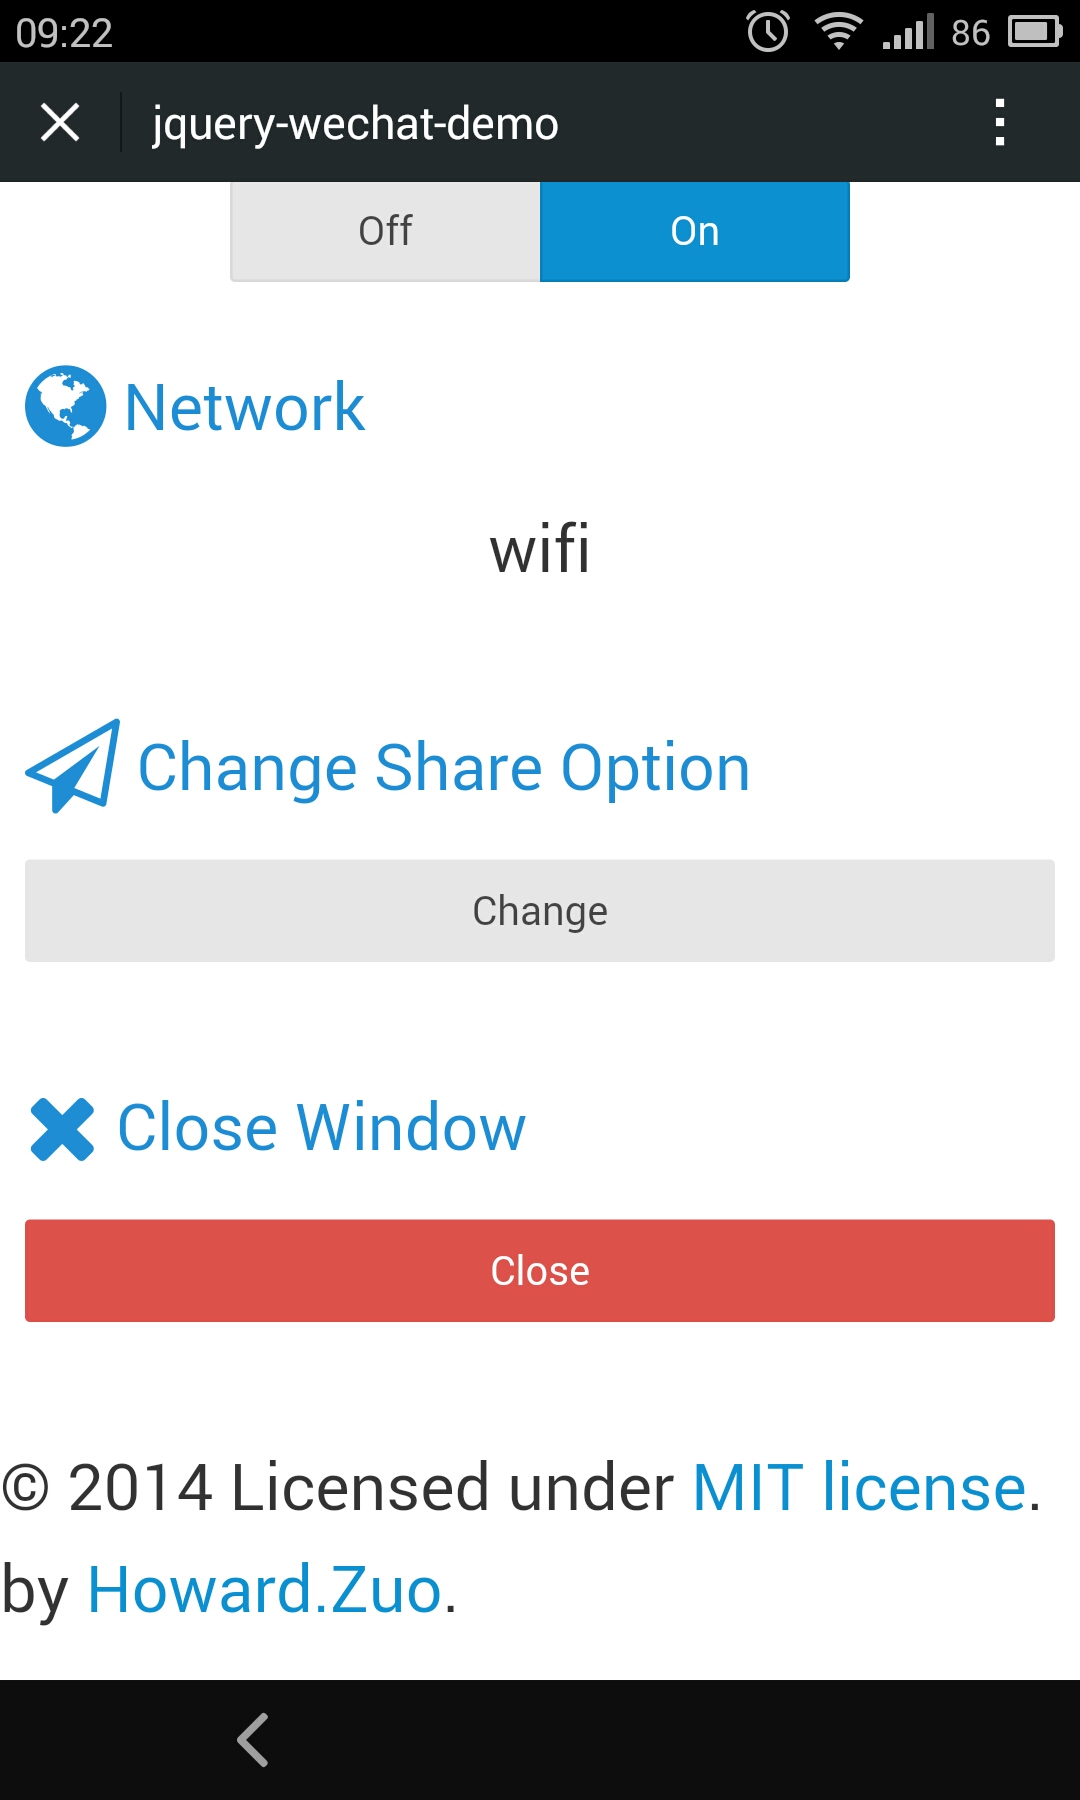 09:22 86
jquery-wechat-demo
Off On
Network
wifi
Change Share Option
Change
Close Window
Close
© 2014 Licensed under MIT license.
by Howard.Zuo.